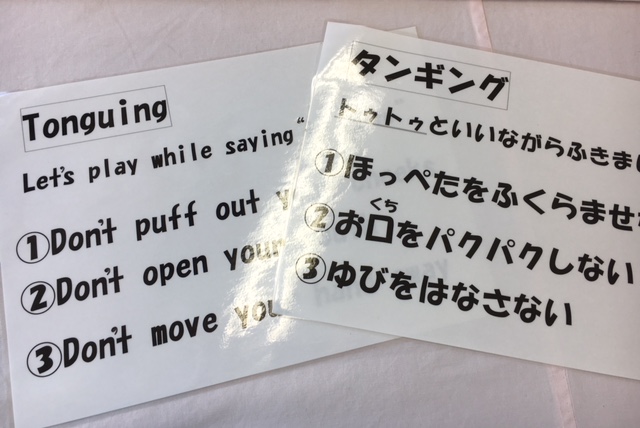 Tonguing
Let's play while saying “
①Don't puff out
②Don't open your
③Don't move you
タンギング
トゥトゥといいながらふきまし
①ほっぺたをふくらませ
②お口をパクパクしない
くち
③ゆびをはなさない